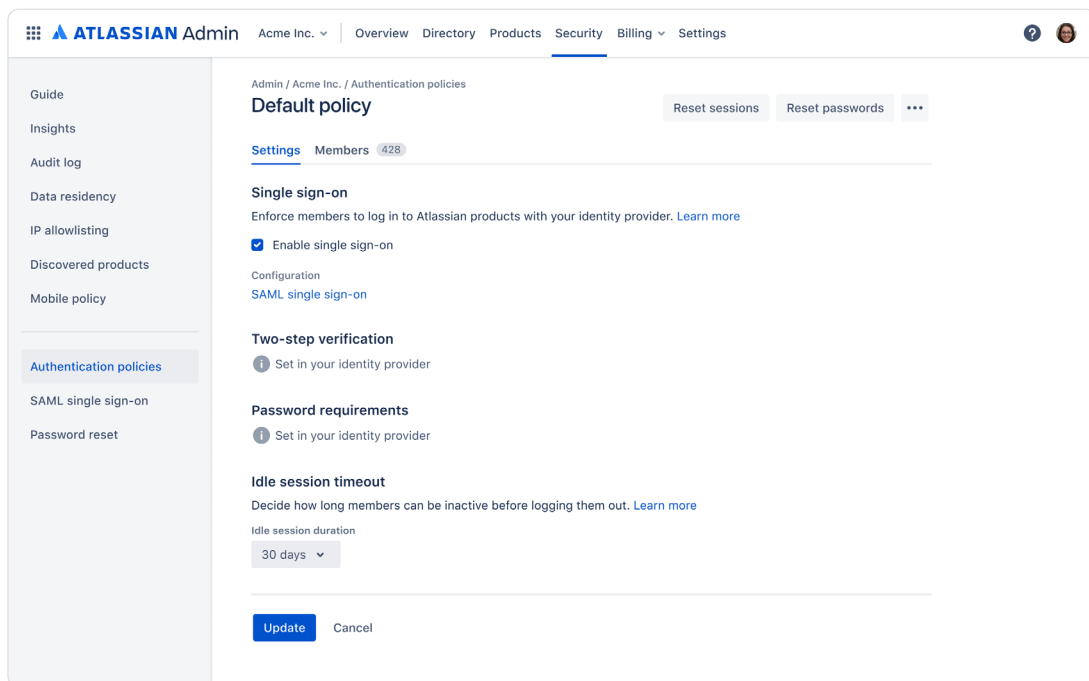 ATLASSIAN Admin Acme Inc. Overview Directory Products Security Billing Settings
Guide
Insights
Audit log
Data residency
IP allowlisting
Discovered products
Mobile policy
Authentication policies
SAML single sign-on
Password reset
Admin / Acme Inc. / Authentication policies
Default policy
Reset sessions Reset passwords
Settings Members 428
Single sign-on
Enforce members to log in to Atlassian products with your identity provider. Learn more
Enable single sign-on
Configuration
SAML single sign-on
Two-step verification
Set in your identity provider
Password requirements
Set in your identity provider
Idle session timeout
Decide how long members can be inactive before logging them out. Learn more
Idle session duration
30 days
Update Cancel